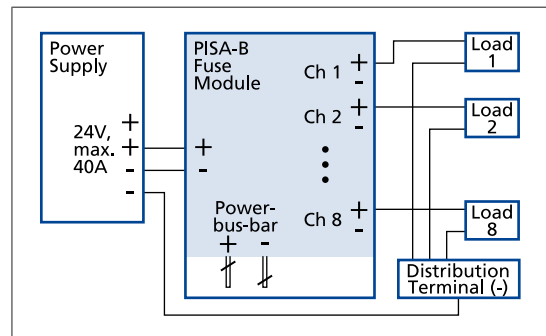 Power
Supply
24V,
max.
40A
+
+
-
-
PISA-B
Fuse
Module
+
-
Ch 1
+
-
Ch 2
+
-
Ch 8
+
-
Power-
bus-bar
+ -
Load
1
Load
2
Load
8
Distribution
Terminal (-)